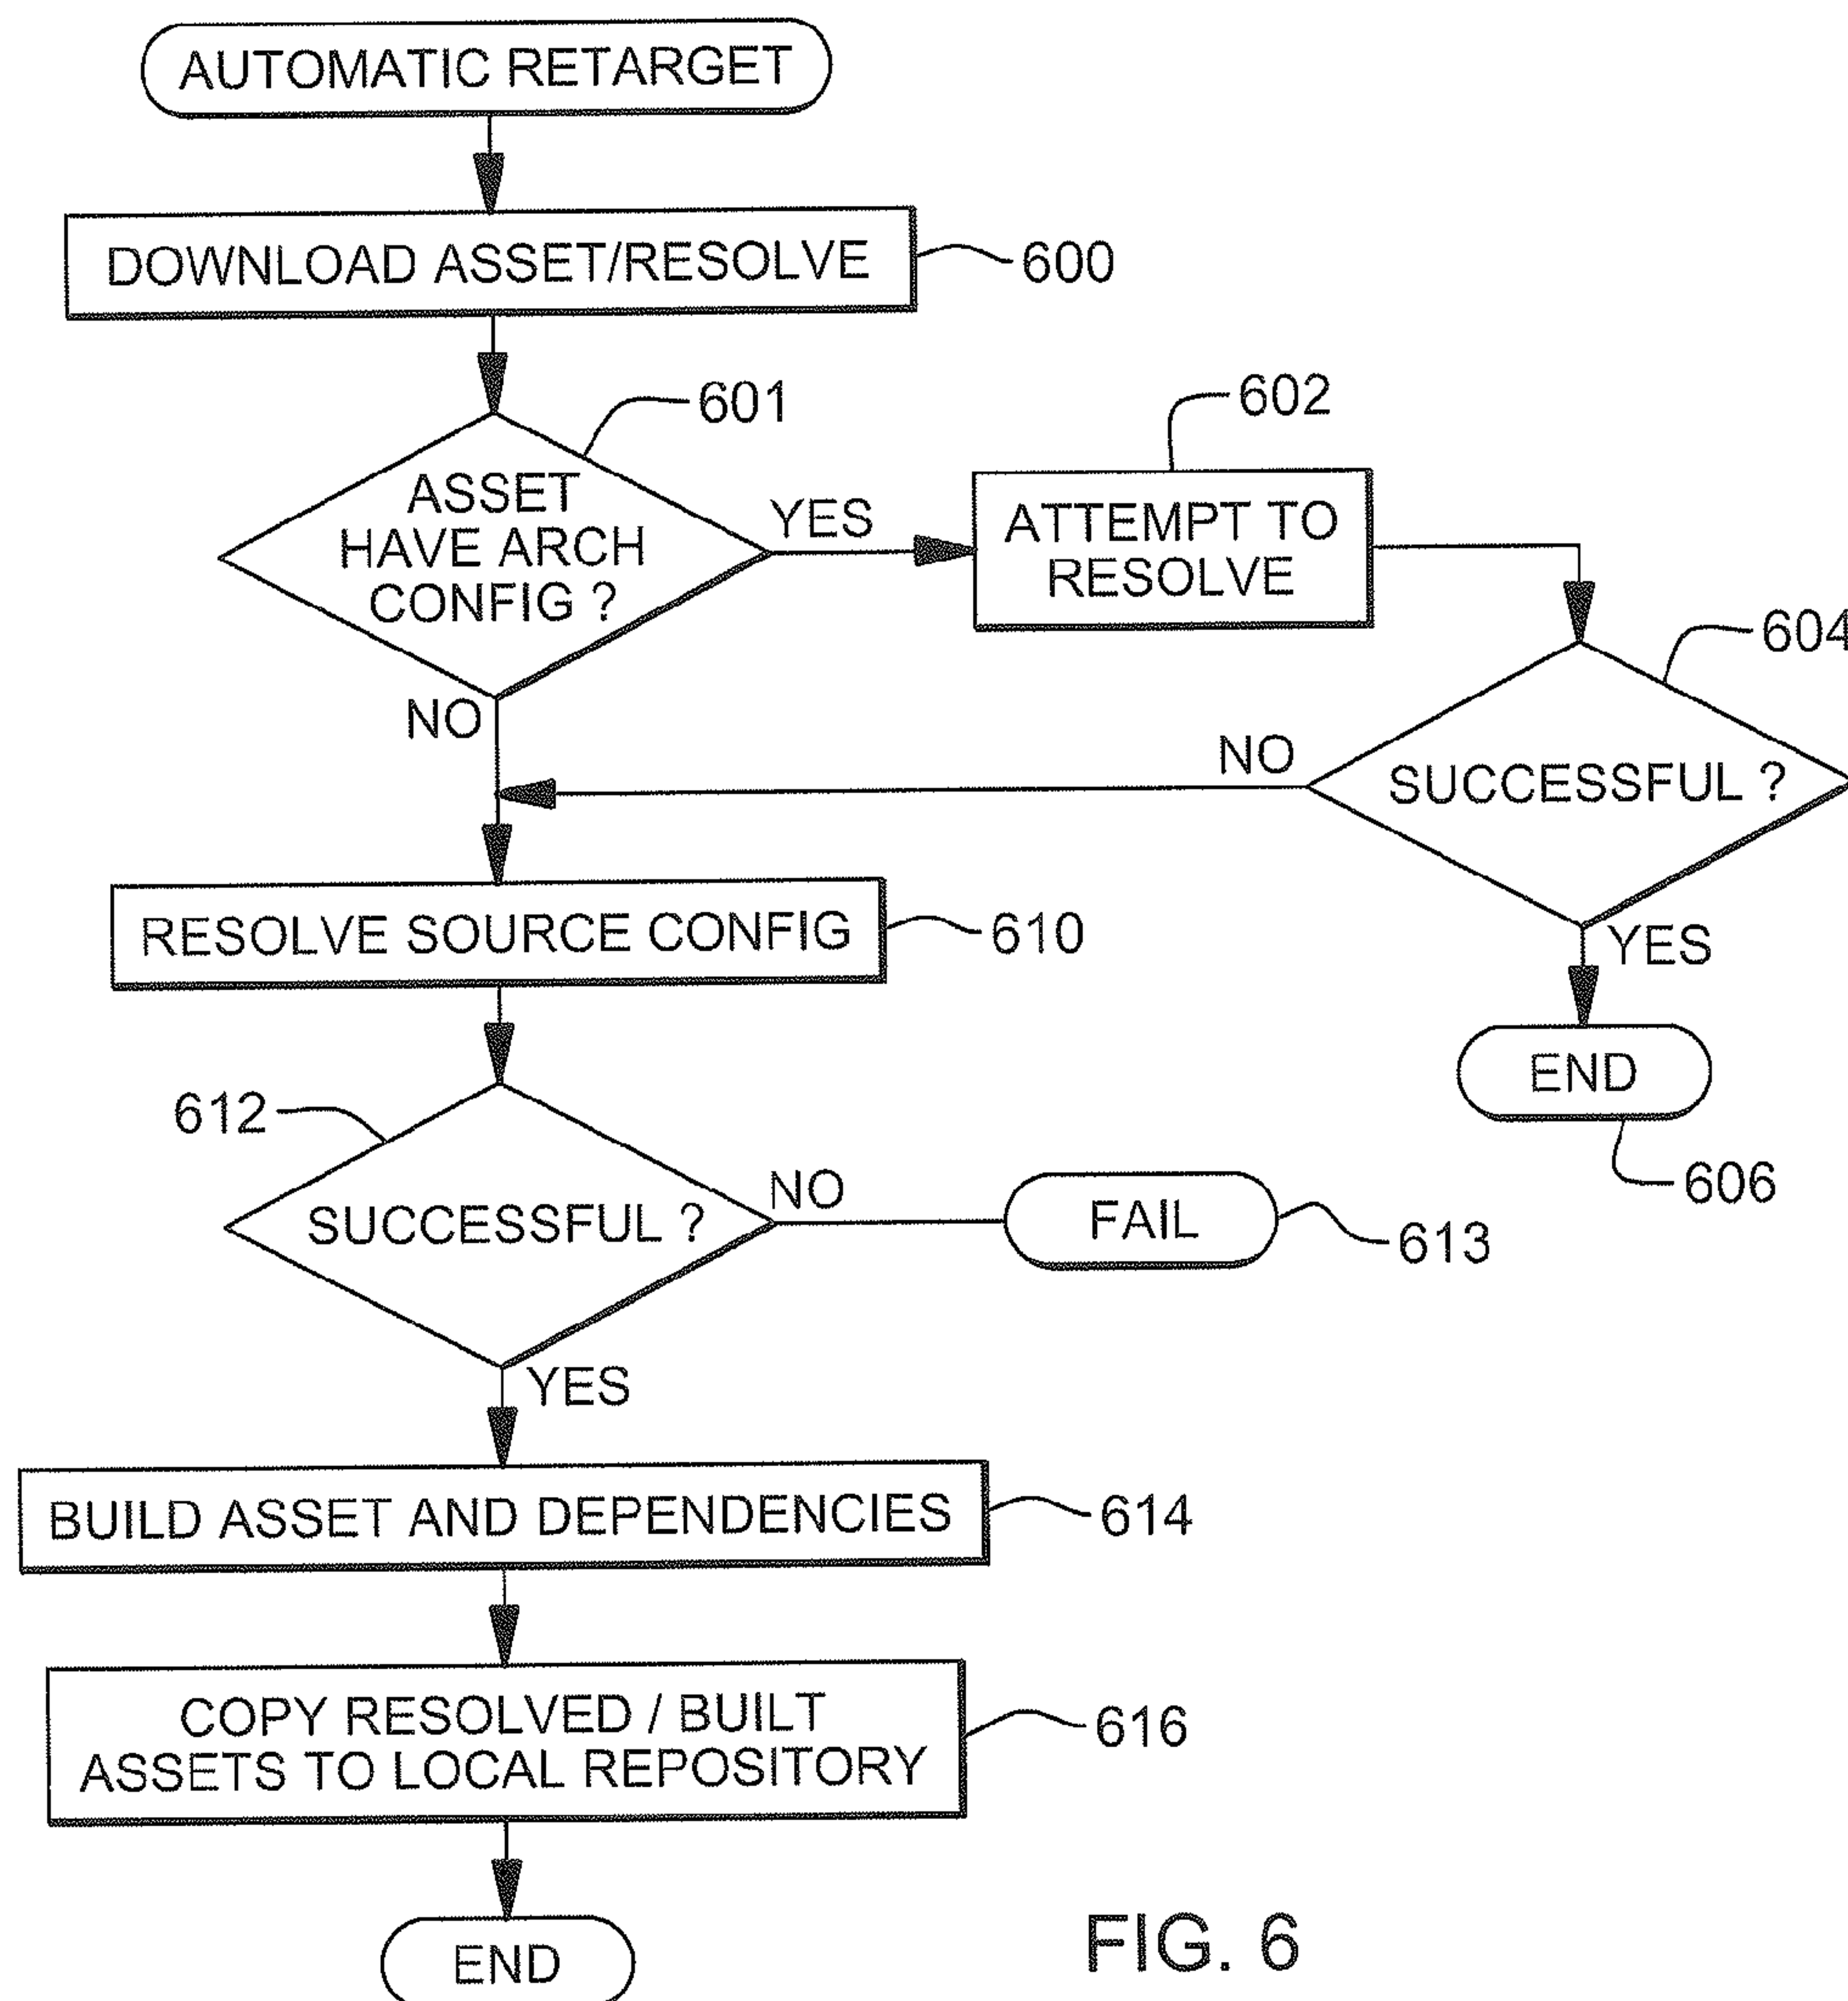 AUTOMATIC RETARGET
DOWNLOAD ASSET/RESOLVE
600
601
ASSET
HAVE ARCH
CONFIG ?
YES
NO
602
ATTEMPT TO
RESOLVE
604
SUCCESSFUL ?
NO
YES
END
606
RESOLVE SOURCE CONFIG
610
612
SUCCESSFUL ?
NO
FAIL
613
YES
BUILD ASSET AND DEPENDENCIES
614
COPY RESOLVED / BUILT
ASSETS TO LOCAL REPOSITORY
616
END
FIG. 6